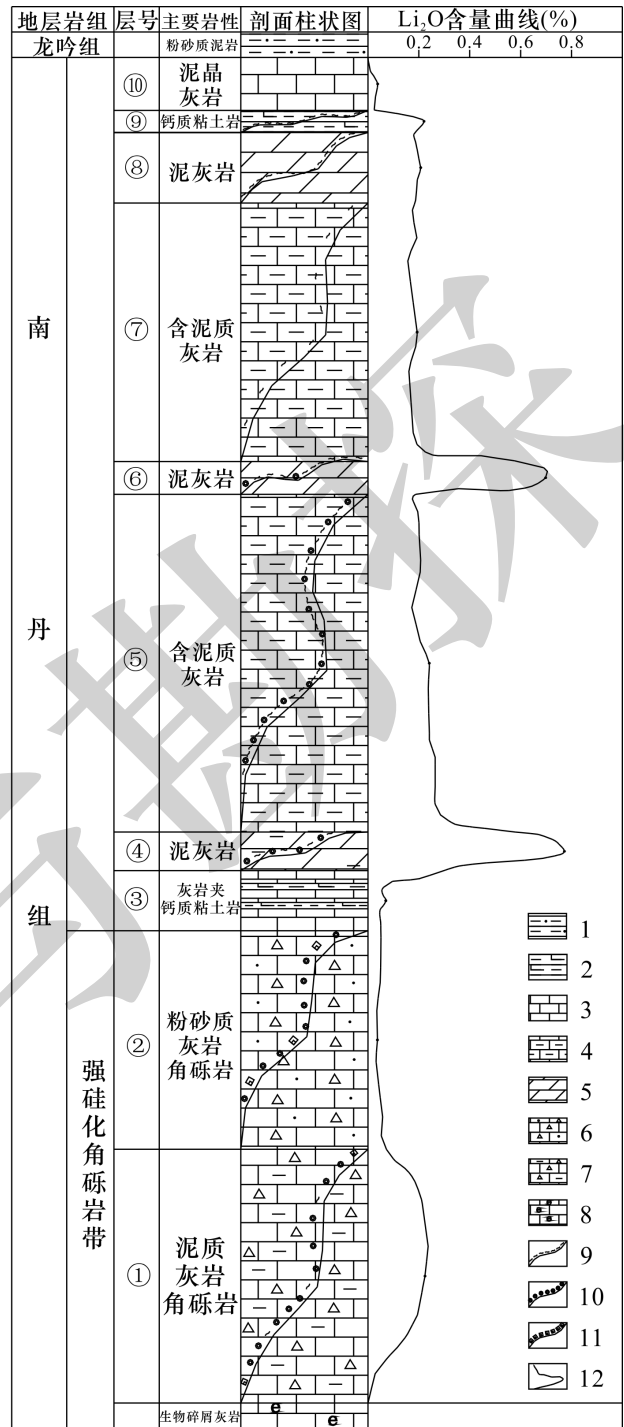 地层岩组 层号 主要岩性 剖面柱状图 Li₂O含量曲线(%)
龙吟组 粉砂质泥岩 0.2 0.4 0.6 0.8
⑩ 泥晶
灰岩
⑨ 钙质粘土岩
⑧ 泥灰岩
南 ⑦ 含泥质
灰岩
⑥ 泥灰岩
丹 ⑤ 含泥质
灰岩
④ 泥灰岩
组 ③ 灰岩夹
钙质粘土岩
② 粉砂质
灰岩
角砾岩
强硅化角砾岩带
① 泥质
灰岩
角砾岩
生物碎屑灰岩
e
e
1
2
3
4
5
6
7
8
9
10
11
12
勘探